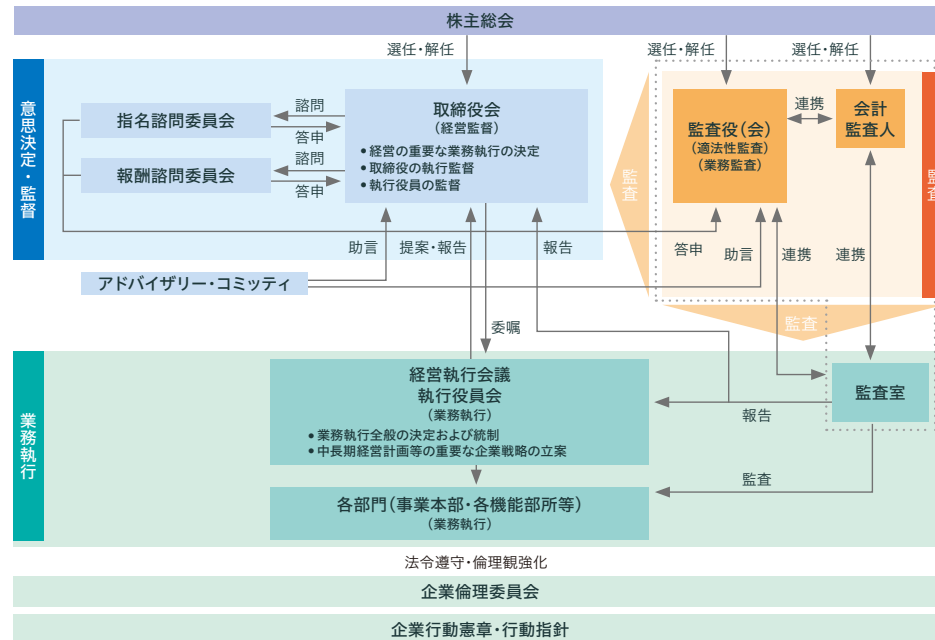 株主総会
選任・解任
選任・解任
選任・解任
意思決定・監督
指名諮問委員会
諮問
答申
報酬諮問委員会
諮問
答申
取締役会
(経営監督)
•経営の重要な業務執行の決定
•取締役の執行監督
•執行役員の監督
監査
監査役(会)
(適法性監査)
(業務監査)
連携
会計
監査人
監査
助言
提案・報告
報告
答申
助言
連携
連携
アドバイザリー・コミッティ
委嘱
監査
業務執行
経営執行会議
執行役員会
(業務執行)
•業務執行全般の決定および統制
•中長期経営計画等の重要な企業戦略の立案
監査室
報告
監査
各部門(事業本部・各機能部所等)
(業務執行)
法令遵守・倫理観強化
企業倫理委員会
企業行動憲章・行動指針